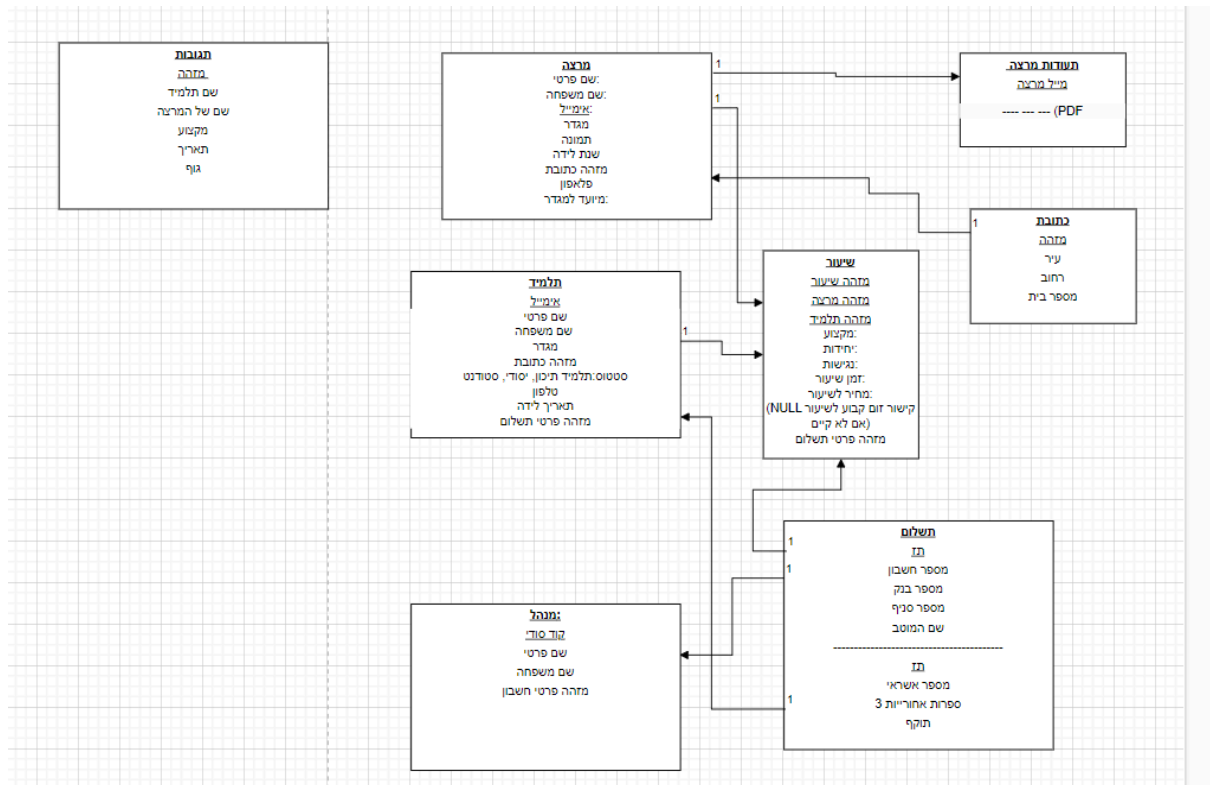 תגובות
מזהה
שם תלמיד
שם של המרצה
מקצוע
תאריך
גוף
מרצה
שם פרטי:
שם משפחה:
אימייל:
מגדר
תמונה
שנת לידה
מזהה כתובת
פלאפון
מיועד למגדר:
1
1
תעודות מרצה
מייל מרצה
---- --- --- (PDF
כתובת
1
מזהה
עיר
רחוב
מספר בית
תלמיד
אימייל
שם פרטי
שם משפחה
מגדר
מזהה כתובת
סטטוס:תלמיד תיכון, יסודי, סטודנט
טלפון
תאריך לידה
מזהה פרטי תשלום
1
שיעור
מזהה שיעור
מזהה מרצה
מזהה תלמיד
מקצוע:
יחידות:
נגישות:
זמן שיעור:
מחיר לשיעור:
קישור זום קבוע לשיעור NULL)
(אם לא קיים
מזהה פרטי תשלום
תשלום
תז
מספר חשבון
מספר בנק
מספר סניף
שם המוטב
-----------------------------------------
תז
מספר אשראי
ספרות אחורייות 3
תוקף
1
1
1
מנהל:
קוד סודי
שם פרטי
שם משפחה
מזהה פרטי חשבון